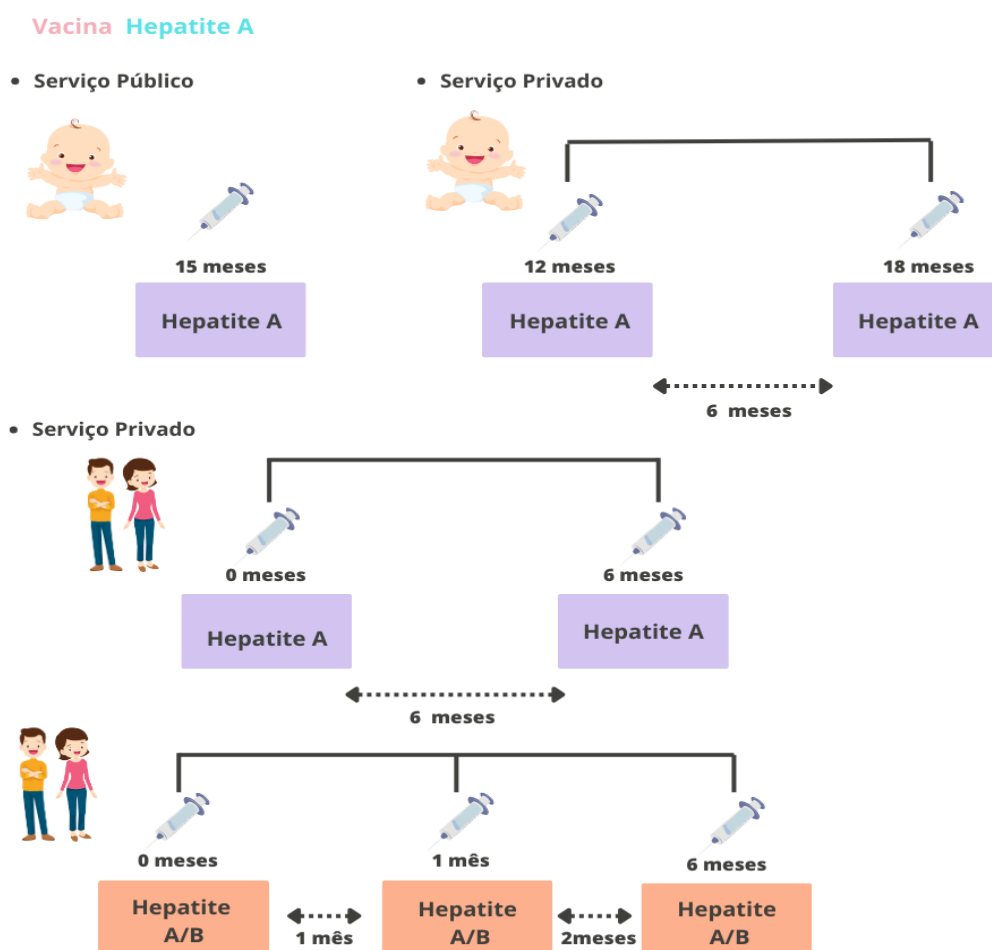 Vacina Hepatite A
• Serviço Público
• Serviço Privado
15 meses
12 meses
18 meses
Hepatite A
Hepatite A
Hepatite A
6 meses
• Serviço Privado
0 meses
6 meses
Hepatite A
Hepatite A
6 meses
0 meses
1 mês
6 meses
Hepatite
A/B
1 mês
Hepatite
A/B
2meses
Hepatite
A/B